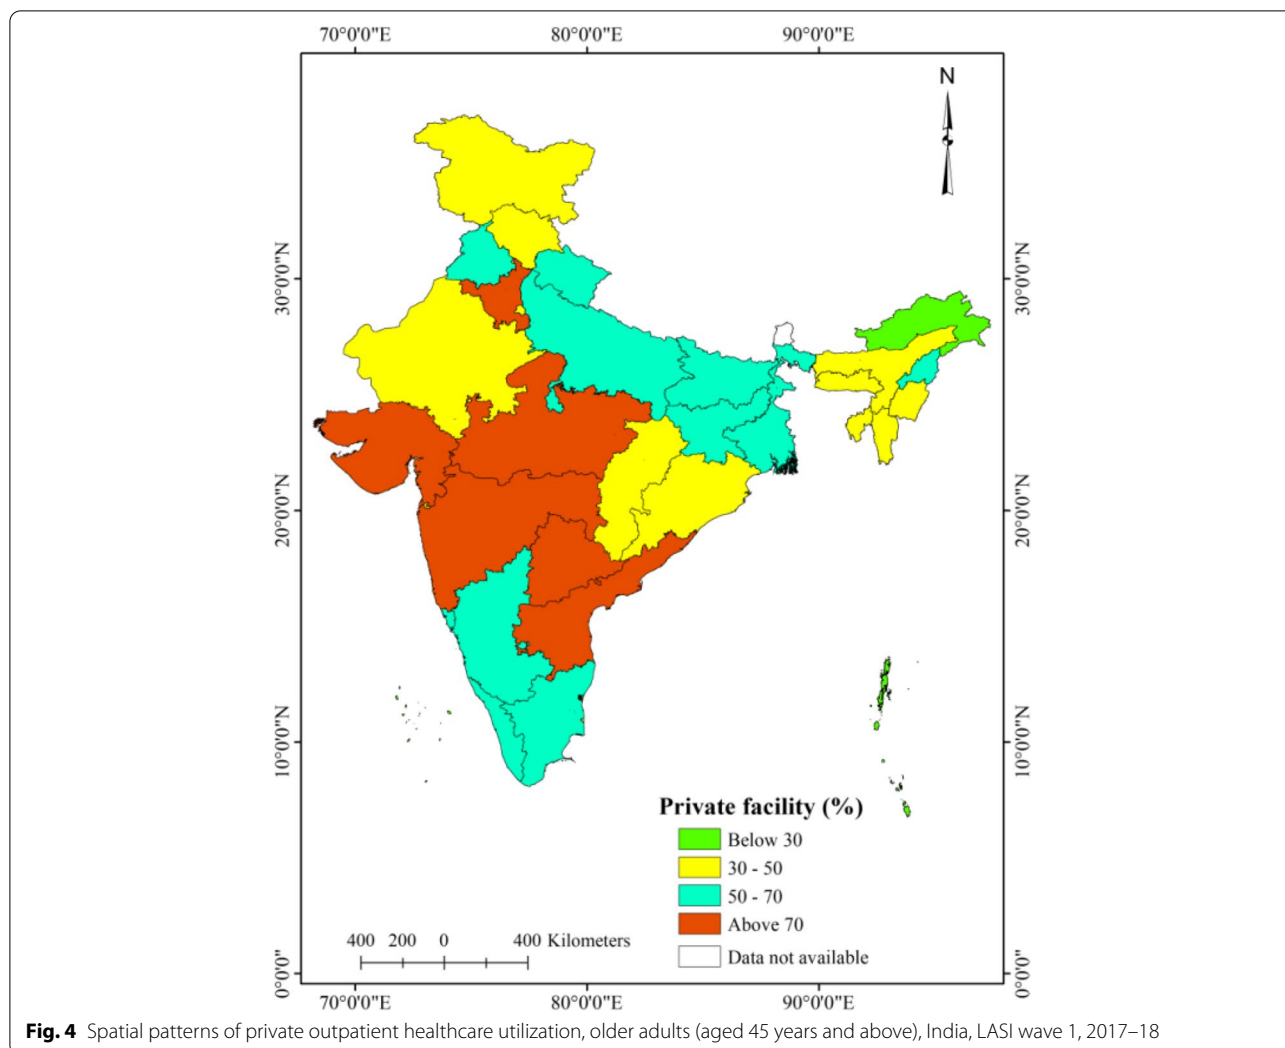 70°0'0"E 80°0'0"E 90°0'0"E
N
30°0'0"N 30°0'0"N
20°0'0"N 20°0'0"N
10°0'0"N 10°0'0"N
0°0'0" 0°0'0"
Private facility (%)
Below 30
30 - 50
50 - 70
Above 70
Data not available
400 200 0 400 Kilometers
70°0'0"E 80°0'0"E 90°0'0"E
Fig. 4 Spatial patterns of private outpatient healthcare utilization, older adults (aged 45 years and above), India, LASI wave 1, 2017–18